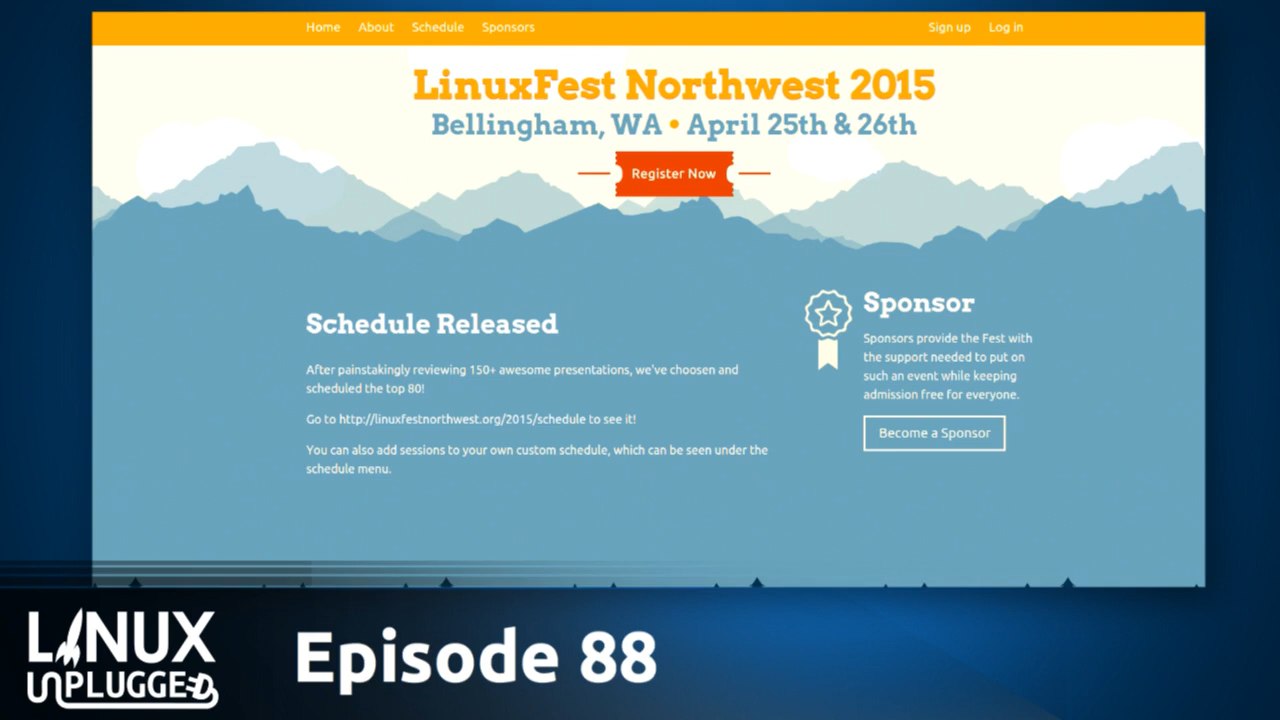 Home About Schedule Sponsors Sign up Log in
LinuxFest Northwest 2015
Bellingham, WA • April 25th & 26th
Register Now
Schedule Released
After painstakingly reviewing 150+ awesome presentations, we've choosen and
scheduled the top 80!
Go to http://linuxfestnorthwest.org/2015/schedule to see it!
You can also add sessions to your own custom schedule, which can be seen under the
schedule menu.
Sponsor
Sponsors provide the Fest with
the support needed to put on
such an event while keeping
admission free for everyone.
Become a Sponsor
LINUX
UNPLUGGED
Episode 88